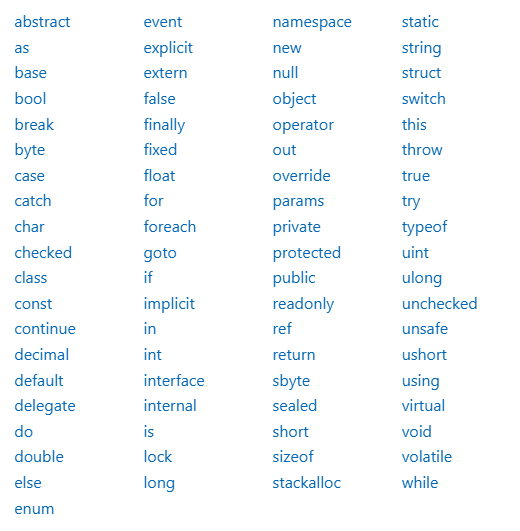 abstract event namespace static
as explicit new string
base extern null struct
bool false object switch
break finally operator this
byte fixed out throw
case float override true
catch for params try
char foreach private typeof
checked goto protected uint
class if public ulong
const implicit readonly unchecked
continue in ref unsafe
decimal int return ushort
default interface sbyte using
delegate internal sealed virtual
do is short void
double lock sizeof volatile
else long stackalloc while
enum